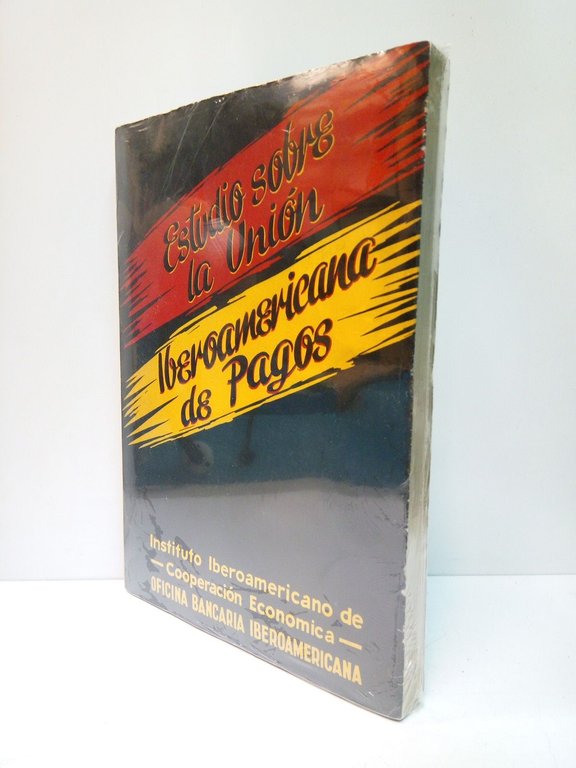 Estudio sobre
la Unión
Iberoamericana
de Pagos
Instituto Iberoamericano de
— Cooperación Economica —
OFICINA BANCARIA IBEROAMERICANA